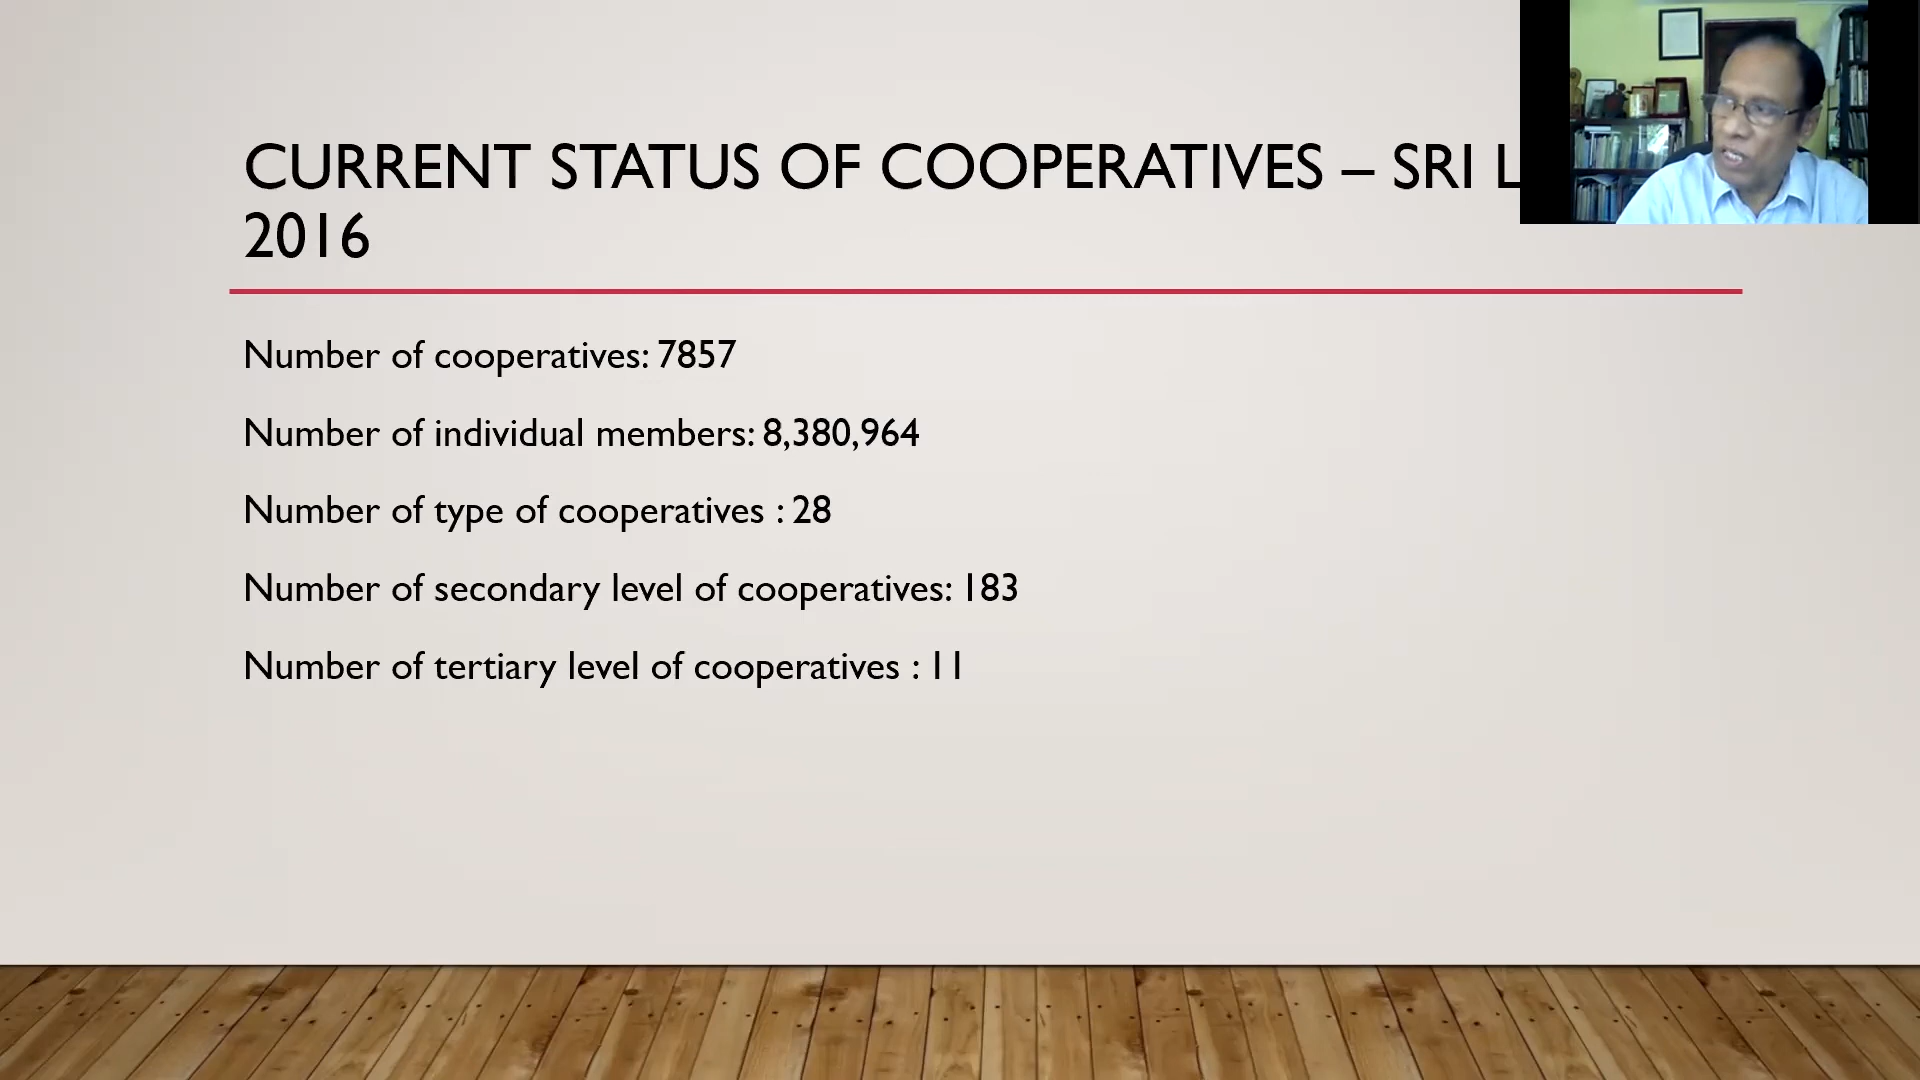 CURRENT STATUS OF COOPERATIVES – SRI
2016
Number of cooperatives: 7857
Number of individual members: 8,380,964
Number of type of cooperatives : 28
Number of secondary level of cooperatives: 183
Number of tertiary level of cooperatives : 11